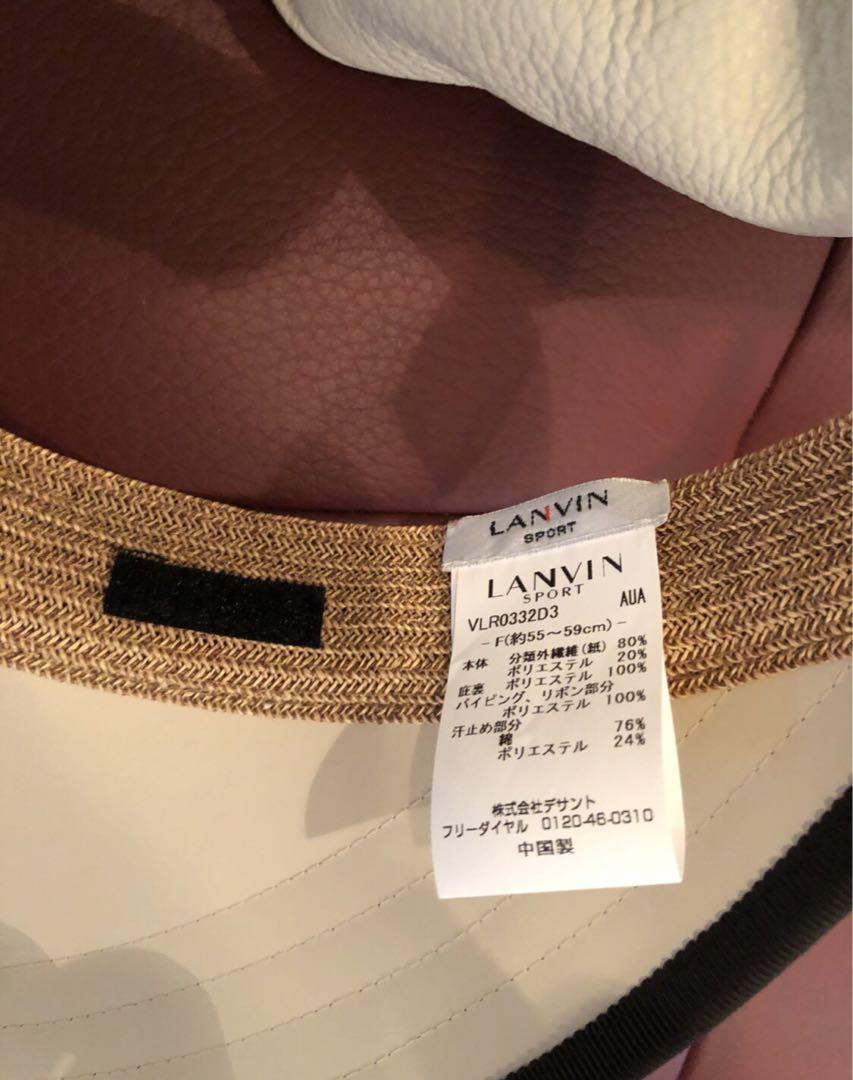 LANVIN
SPORT
LANVIN
SPORT
VLR0332D3 AUA
- F(約55〜59cm) -
本体 分類外繊維(紙) 80%
ポリエステル 20%
庇裏 ポリエステル 100%
パイピング、リボン部分
ポリエステル 100%
汗止め部分
綿 76%
ポリエステル 24%
株式会社デサント
フリーダイヤル 0120-46-0310
中国製